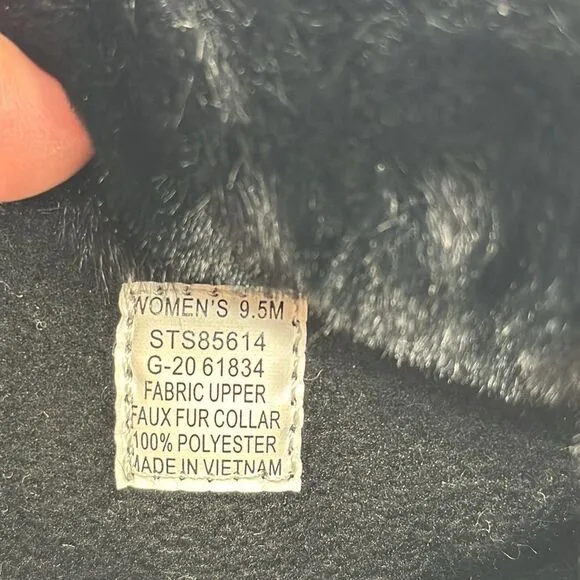 WOMEN'S 9.5M
STS85614
G-20 61834
FABRIC UPPER
FAUX FUR COLLAR
100% POLYESTER
MADE IN VIETNAM